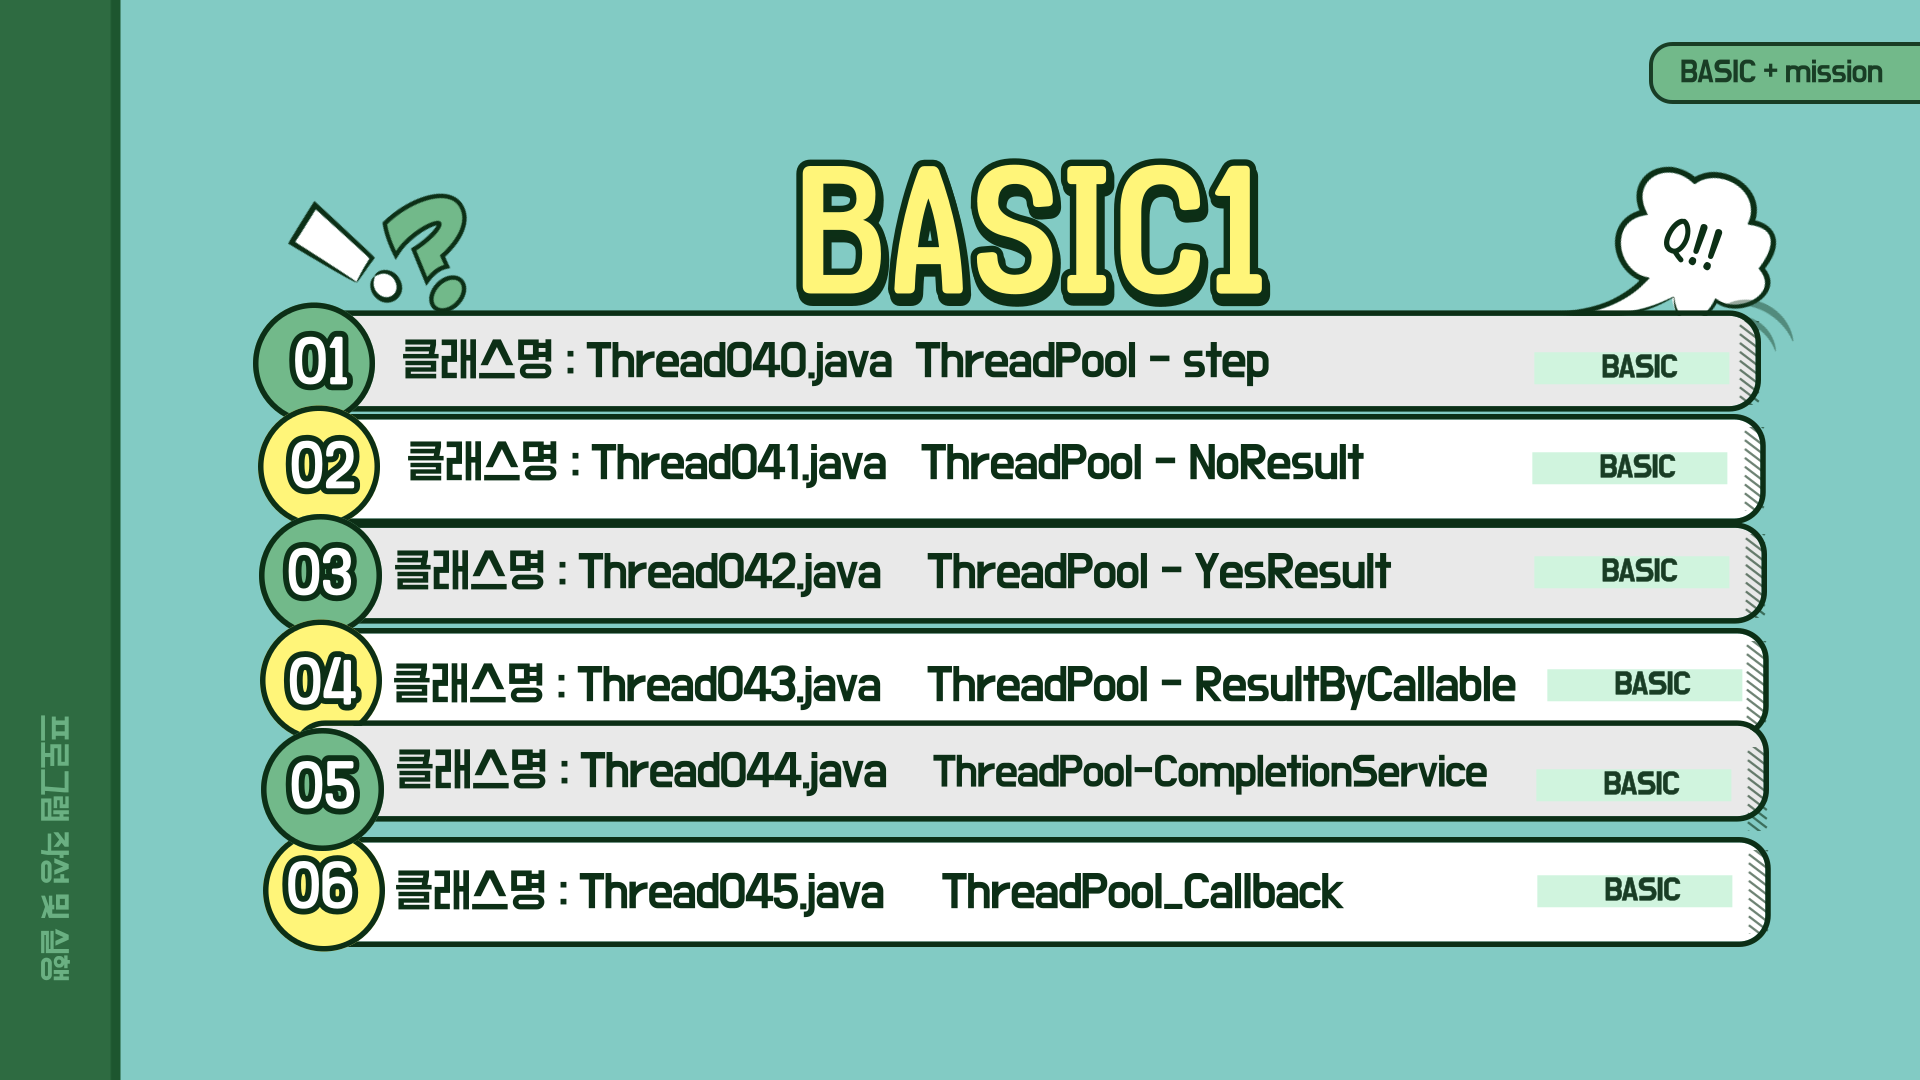 BASIC + mission
BASIC1
Q!!
01 클래스명 : Thread040.java ThreadPool - step BASIC
02 클래스명 : Thread041.java ThreadPool - NoResult BASIC
03 클래스명 : Thread042.java ThreadPool - YesResult BASIC
04 클래스명 : Thread043.java ThreadPool - ResultByCallable BASIC
05 클래스명 : Thread044.java ThreadPool-CompletionService BASIC
06 클래스명 : Thread045.java ThreadPool_Callback BASIC
프로그램 작성 및 실행